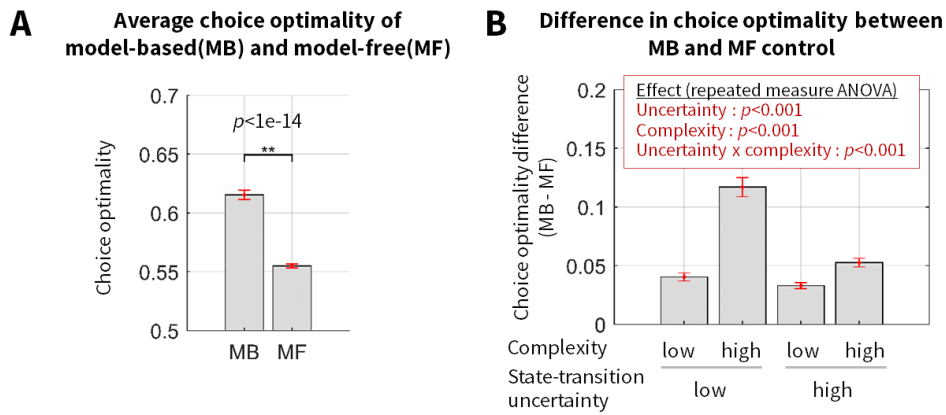 A
Average choice optimality of
model-based(MB) and model-free(MF)
Choice optimality
0.7
0.65
0.6
0.55
0.5
p<1e-14
**
MB MF
B
Difference in choice optimality between
MB and MF control
Choice optimality difference
(MB - MF)
0.2
0.15
0.1
0.05
0
Effect (repeated measure ANOVA)
Uncertainty : p<0.001
Complexity : p<0.001
Uncertainty x complexity : p<0.001
Complexity low high low high
State-transition
uncertainty
low high